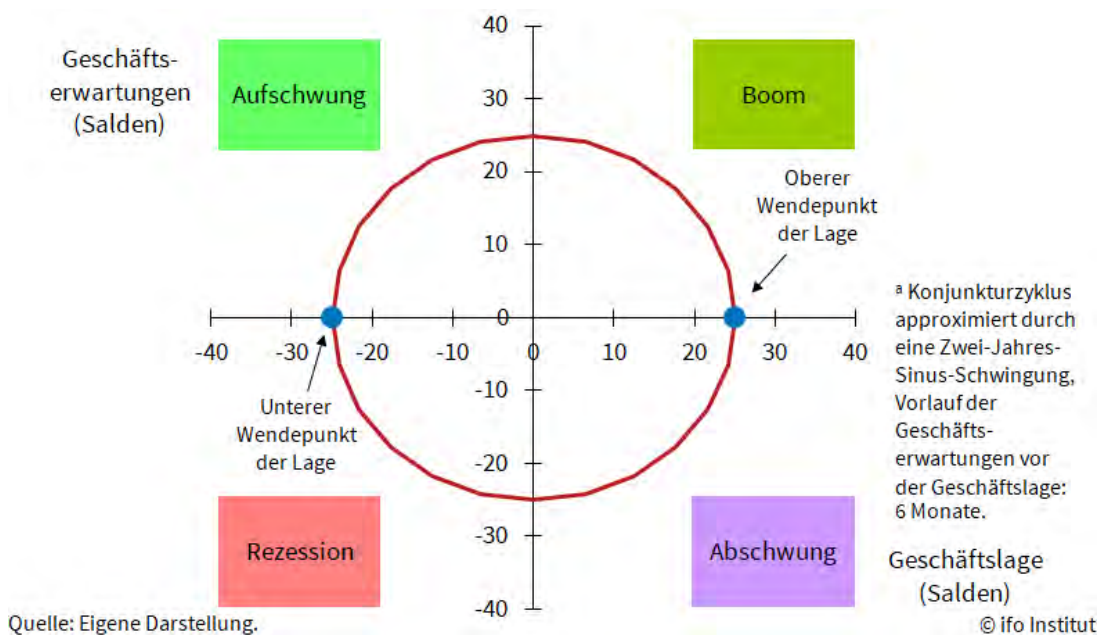 Geschäfts-
erwartungen
(Salden)
Aufschwung
Boom
40
30
20
10
0
-10
-20
-30
-40
-40
-30
-20
-10
0
10
20
30
40
Oberer
Wendepunkt
der Lage
Unterer
Wendepunkt
der Lage
ᵃ Konjunkturzyklus
approximiert durch
eine Zwei-Jahres-
Sinus-Schwingung,
Vorlauf der
Geschäfts-
erwartungen vor
der Geschäftslage:
6 Monate.
Rezession
Abschwung
Geschäftslage
(Salden)
Quelle: Eigene Darstellung.
© ifo Institut